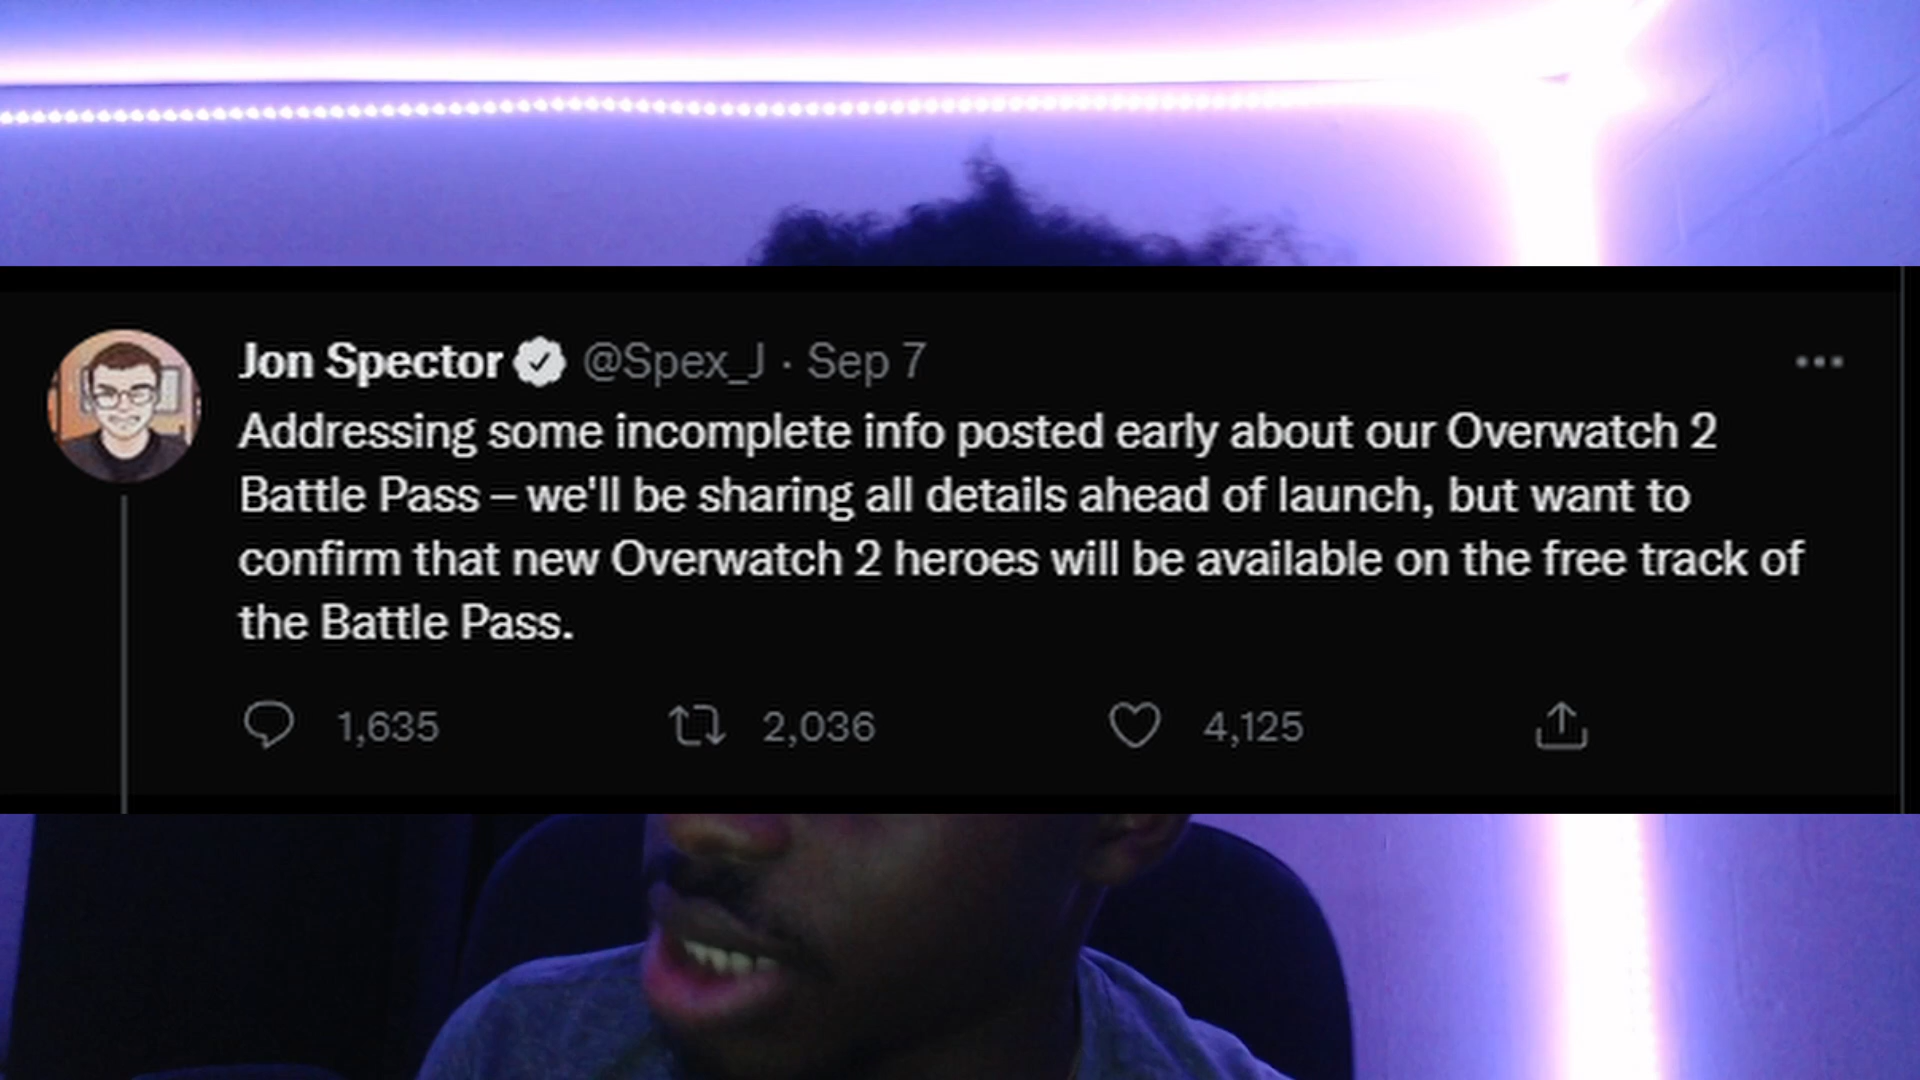 Jon Spector @Spex_J · Sep 7
Addressing some incomplete info posted early about our Overwatch 2
Battle Pass – we'll be sharing all details ahead of launch, but want to
confirm that new Overwatch 2 heroes will be available on the free track of
the Battle Pass.
1,635 2,036 4,125